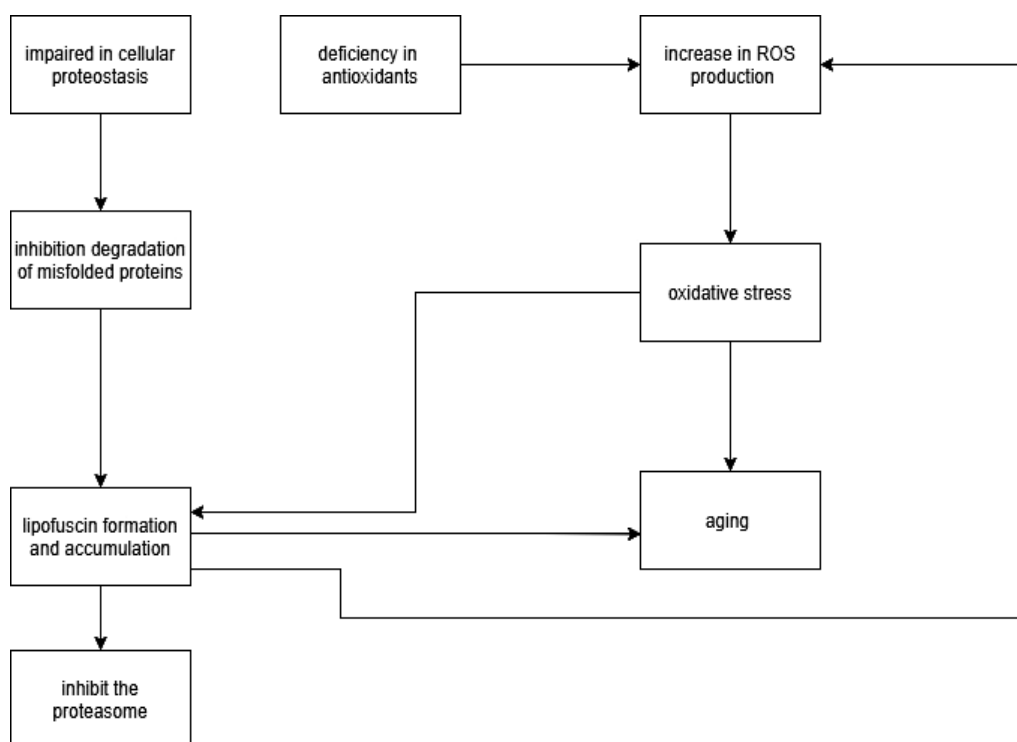 impaired in cellular
proteostasis
deficiency in
antioxidants
increase in ROS
production
inhibition degradation
of misfolded proteins
oxidative stress
lipofuscin formation
and accumulation
aging
inhibit the
proteasome